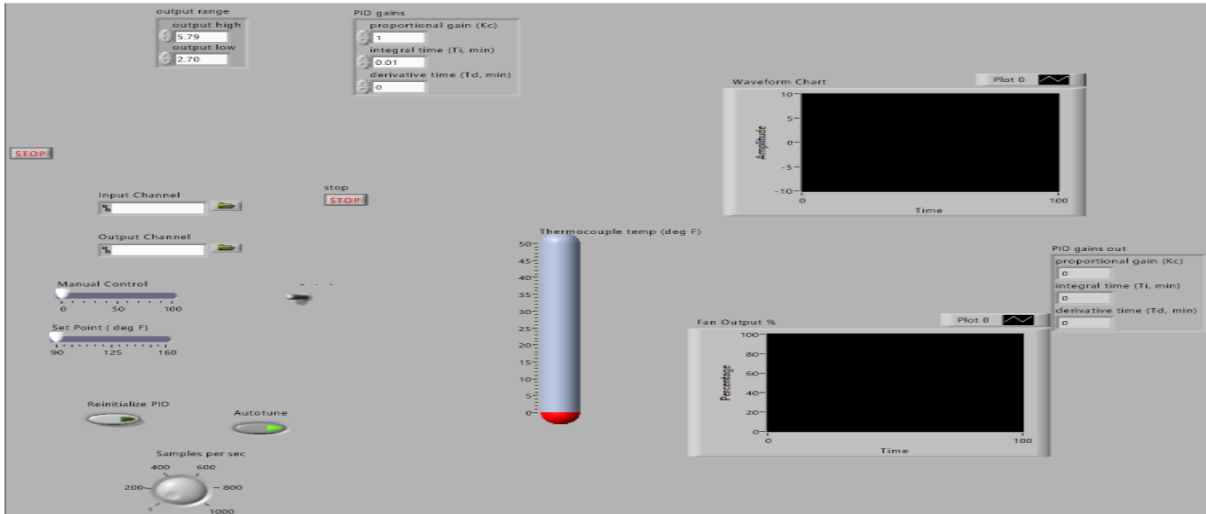 output range
output high
5.79
output low
2.70
PID gains
proportional gain (Kc)
1
integral time (Ti, min)
0.01
derivative time (Td, min)
0
Waveform Chart
Plot 0
10
5
0
-5
-10
Amplitude
0 100
Time
STOP
Input Channel
stop
STOP
Output Channel
Manual Control
0 50 100
Set Point ( deg F)
90 125 160
Thermocouple temp (deg F)
50
45
40
35
30
25
20
15
10
5
0
PID gains out
proportional gain (Kc)
0
integral time (Ti, min)
0
derivative time (Td, min)
0
Fan Output %
Plot 0
100
80
60
40
20
0
Percentage
0 100
Time
Reinitialize PID
Autotune
Samples per sec
400 600
200 800
1 1000